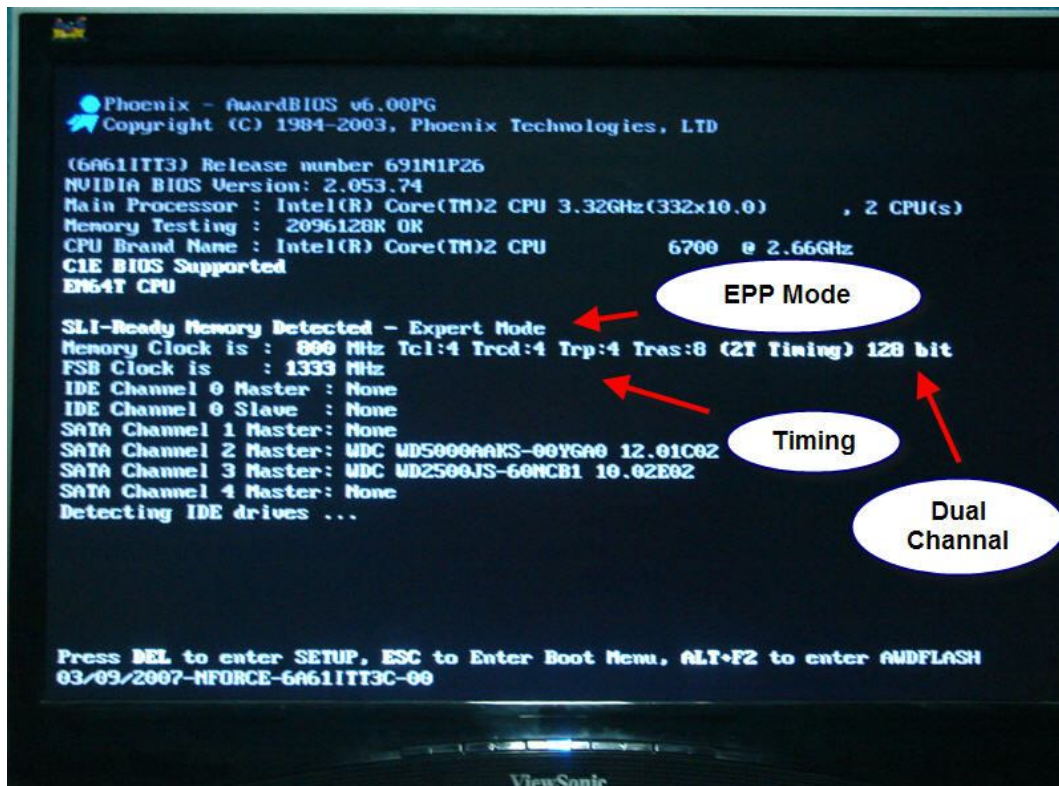 Phoenix - AwardBIOS v6.00PG
Copyright (C) 1984-2003, Phoenix Technologies, LTD
(6A61ITT3) Release number 691N1P26
NVIDIA BIOS Version: 2.053.74
Main Processor : Intel(R) Core(TM)2 CPU 3.32GHz(332x10.0) , 2 CPU(s)
Memory Testing : 2096128K OK
CPU Brand Name : Intel(R) Core(TM)2 CPU 6700 @ 2.66GHz
C1E BIOS Supported
EM64T CPU
EPP Mode
SLI-Ready Memory Detected - Expert Mode
Memory Clock is : 800 MHz Tcl:4 Trcd:4 Trp:4 Tras:8 (2T Timing) 128 bit
FSB Clock is : 1333 MHz
IDE Channel 0 Master : None
IDE Channel 0 Slave : None
SATA Channel 1 Master: None
Timing
SATA Channel 2 Master: WDC WD5000AAKS-00YGA0 12.01C02
SATA Channel 3 Master: WDC WD2500JS-60NCB1 10.02E02
SATA Channel 4 Master: None
Detecting IDE drives ...
Dual
Channal
Press DEL to enter SETUP, ESC to Enter Boot Menu, ALT+F2 to enter AWDFLASH
03/09/2007-NFORCE-6A61ITT3C-00
ViewSonic